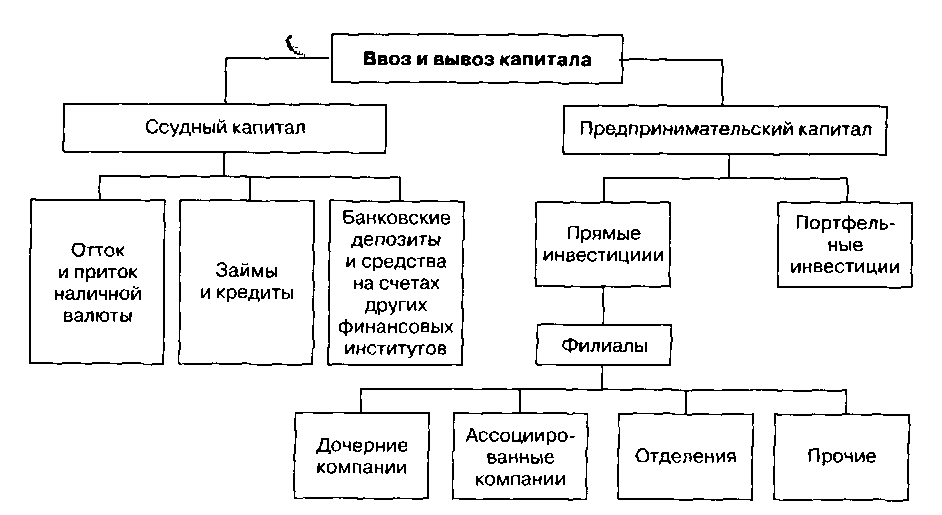 Ввоз и вывоз капитала
Ссудный капитал
Предпринимательский капитал
Отток
и приток
наличной
валюты
Займы
и кредиты
Банковские
депозиты
и средства
на счетах
других
финансовых
институтов
Прямые
инвестициии
Портфель-
ные
инвестиции
Филиалы
Дочерние
компании
Ассоцииро-
ванные
компании
Отделения
Прочие